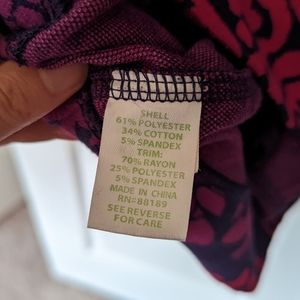 SHELL
61% POLYESTER
34% COTTON
5% SPANDEX
TRIM:
70% RAYON
25% POLYESTER
5% SPANDEX
MADE IN CHINA
RN#88189
SEE REVERSE
FOR CARE